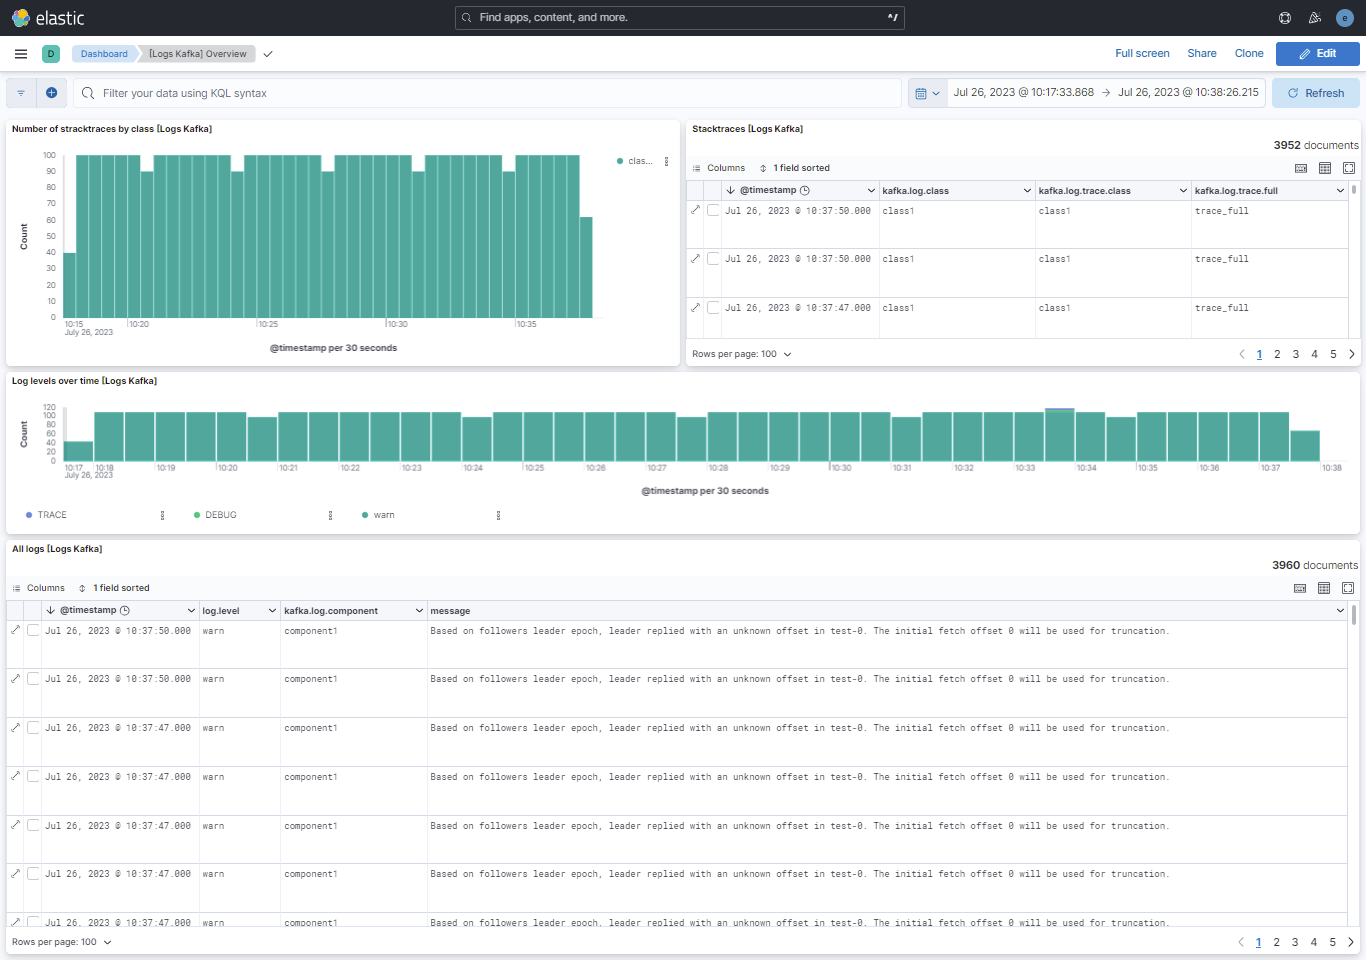 elastic
Find apps, content, and more.
^/
e
D
Dashboard
[Logs Kafka] Overview
Full screen
Share
Clone
Edit
Filter your data using KQL syntax
Jul 26, 2023 @ 10:17:33.868 → Jul 26, 2023 @ 10:38:26.215
Refresh
Number of stracktraces by class [Logs Kafka]
100
90
80
70
60
50
40
30
20
10
0
Count
10:15 10:20 10:25 10:30 10:35
July 26, 2023
@timestamp per 30 seconds
clas...
Stacktraces [Logs Kafka]
3952 documents
Columns 1 field sorted
@timestamp kafka.log.class kafka.log.trace.class kafka.log.trace.full
Jul 26, 2023 @ 10:37:50.000 class1 class1 trace_full
Jul 26, 2023 @ 10:37:50.000 class1 class1 trace_full
Jul 26, 2023 @ 10:37:47.000 class1 class1 trace_full
Rows per page: 100
1 2 3 4 5
Log levels over time [Logs Kafka]
120
100
80
60
40
20
0
Count
10:17 10:18 10:19 10:20 10:21 10:22 10:23 10:24 10:25 10:26 10:27 10:28 10:29 10:30 10:31 10:32 10:33 10:34 10:35 10:36 10:37 10:38
July 26, 2023
@timestamp per 30 seconds
TRACE DEBUG warn
All logs [Logs Kafka]
3960 documents
Columns 1 field sorted
@timestamp log.level kafka.log.component message
Jul 26, 2023 @ 10:37:50.000 warn component1 Based on followers leader epoch, leader replied with an unknown offset in test-0. The initial fetch offset 0 will be used for truncation.
Jul 26, 2023 @ 10:37:50.000 warn component1 Based on followers leader epoch, leader replied with an unknown offset in test-0. The initial fetch offset 0 will be used for truncation.
Jul 26, 2023 @ 10:37:47.000 warn component1 Based on followers leader epoch, leader replied with an unknown offset in test-0. The initial fetch offset 0 will be used for truncation.
Jul 26, 2023 @ 10:37:47.000 warn component1 Based on followers leader epoch, leader replied with an unknown offset in test-0. The initial fetch offset 0 will be used for truncation.
Jul 26, 2023 @ 10:37:47.000 warn component1 Based on followers leader epoch, leader replied with an unknown offset in test-0. The initial fetch offset 0 will be used for truncation.
Jul 26, 2023 @ 10:37:47.000 warn component1 Based on followers leader epoch, leader replied with an unknown offset in test-0. The initial fetch offset 0 will be used for truncation.
Jul 26, 2023 @ 10:37:47.000 warn component1 Based on followers leader epoch, leader replied with an unknown offset in test-0. The initial fetch offset 0 will be used for truncation.
Rows per page: 100
1 2 3 4 5